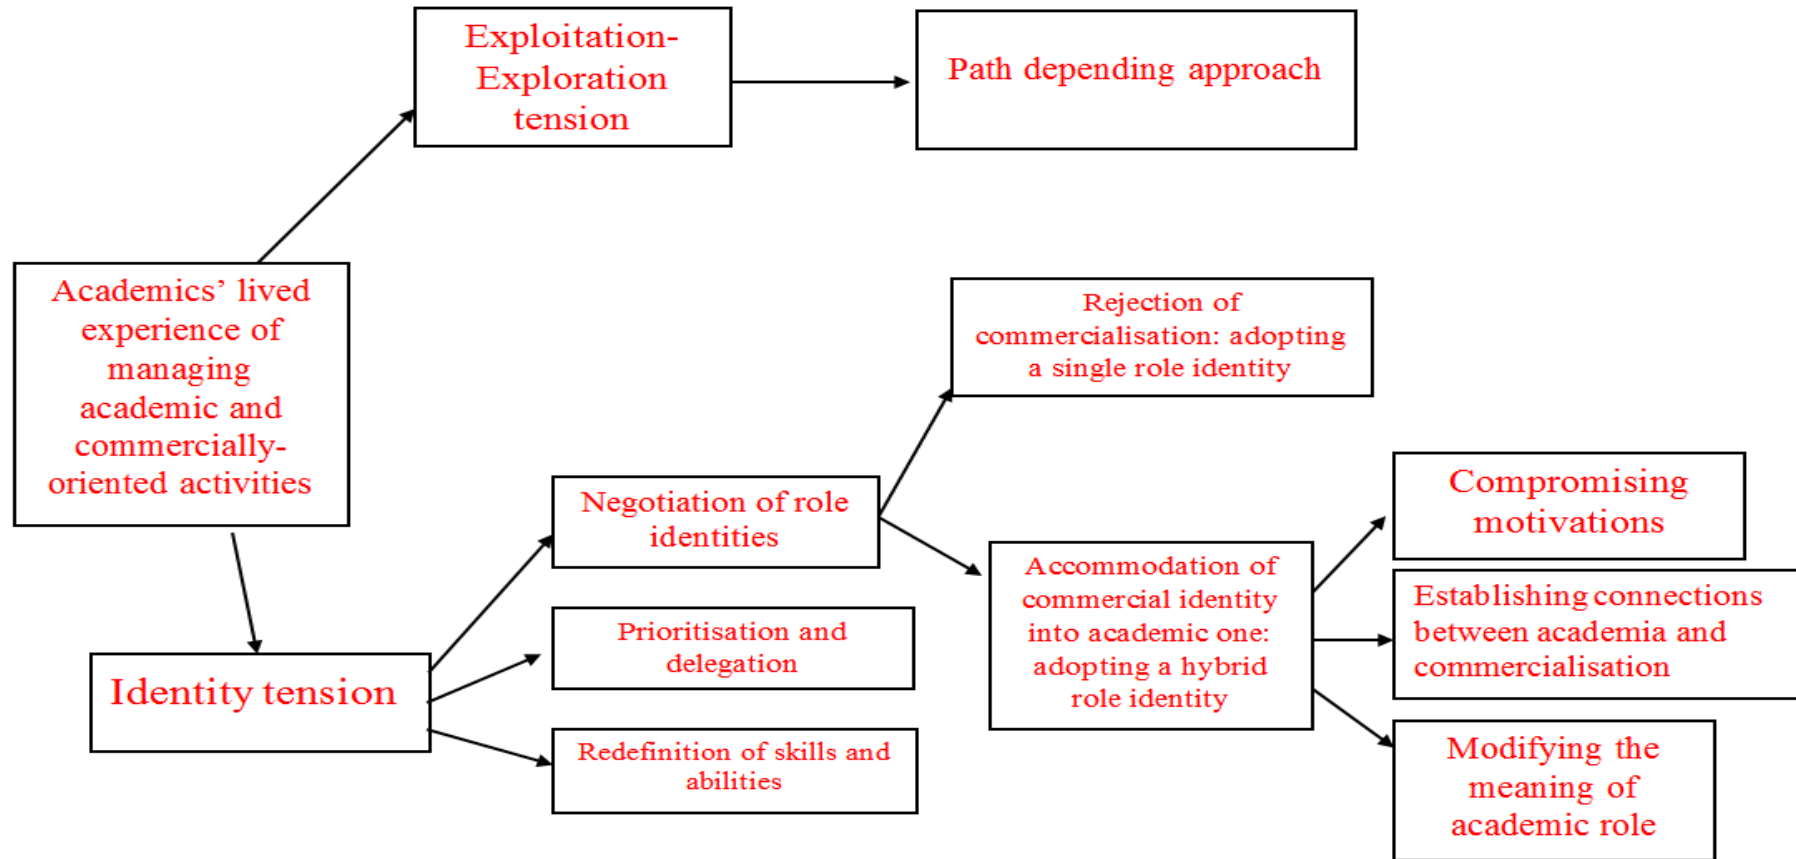 Exploitation-
Exploration
tension
Path depending approach
Academics’ lived
experience of
managing
academic and
commercially-
oriented activities
Rejection of
commercialisation: adopting
a single role identity
Negotiation of role
identities
Compromising
motivations
Accommodation of
commercial identity
into academic one:
adopting a hybrid
role identity
Establishing connections
between academia and
commercialisation
Prioritisation and
delegation
Identity tension
Redefinition of skills and
abilities
Modifying the
meaning of
academic role